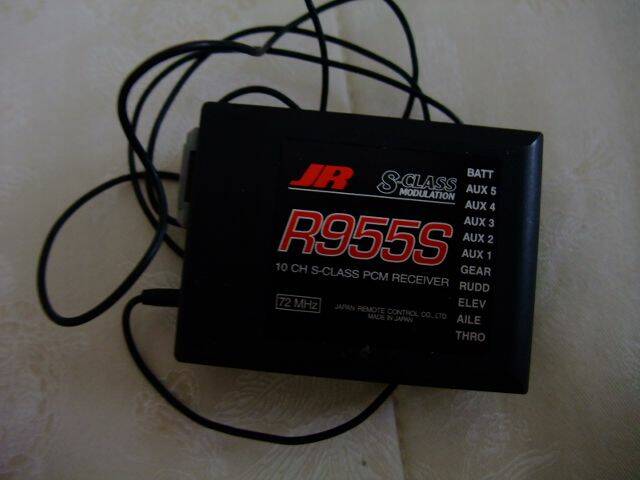 JR
S-CLASS
MODULATION
R955S
10 CH S-CLASS PCM RECEIVER
72 MHz
JAPAN REMOTE CONTROL CO., LTD
MADE IN JAPAN
BATT
AUX 5
AUX 4
AUX 3
AUX 2
AUX 1
GEAR
RUDD
ELEV
AILE
THRO